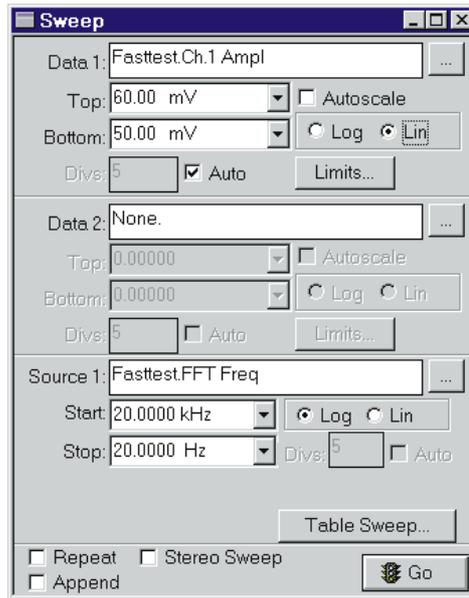 Sweep
Data 1: Fasttest.Ch.1 Ampl ...
Top: 60.00 mV Autoscale
Bottom: 50.00 mV Log Lin
Divs: 5 Auto Limits...
Data 2: None. ...
Top: 0.00000 Autoscale
Bottom: 0.00000 Log Lin
Divs: 5 Auto Limits...
Source 1: Fasttest.FFT Freq ...
Start: 20.0000 kHz Log Lin
Stop: 20.0000 Hz Divs: 5 Auto
Table Sweep...
Repeat Stereo Sweep
Append Go